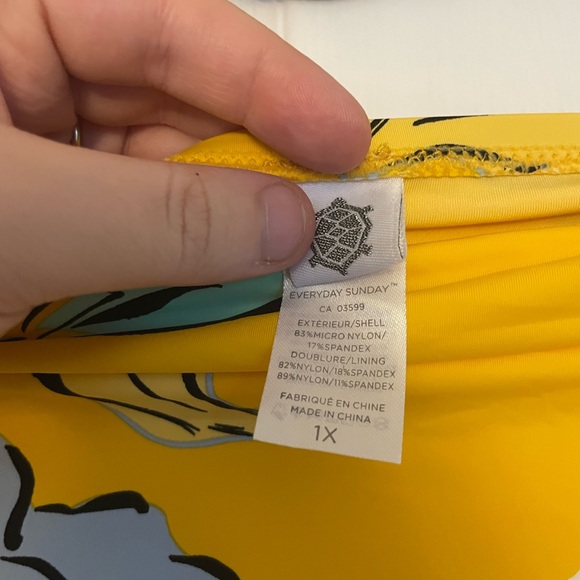 EVERYDAY SUNDAY™
CA 03599
EXTÉRIEUR/SHELL
83% MICRO NYLON/
17%SPANDEX
DOUBLURE/LINING
82%NYLON/18%SPANDEX
89%NYLON/11%SPANDEX
FABRIQUÉ EN CHINE
MADE IN CHINA
1X